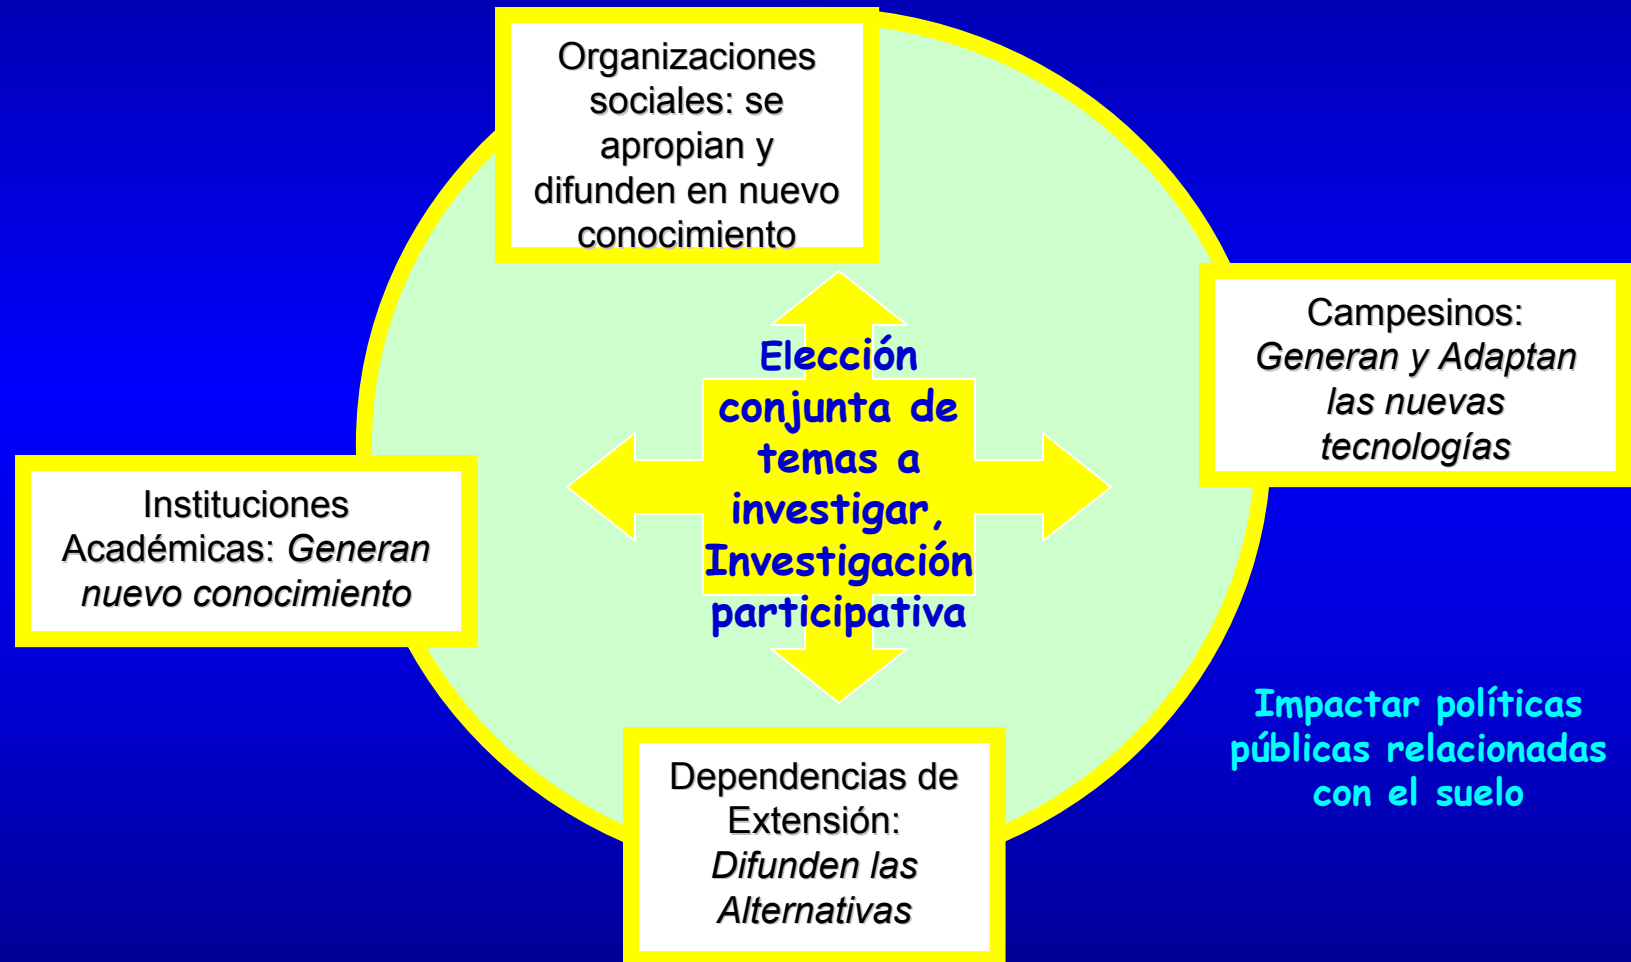 Organizaciones
sociales: se
apropian y
difunden en nuevo
conocimiento
Campesinos:
Generan y Adaptan
las nuevas
tecnologías
Elección
conjunta de
temas a
investigar,
Investigación
participativa
Instituciones
Académicas: Generan
nuevo conocimiento
Dependencias de
Extensión:
Difunden las
Alternativas
Impactar políticas
públicas relacionadas
con el suelo